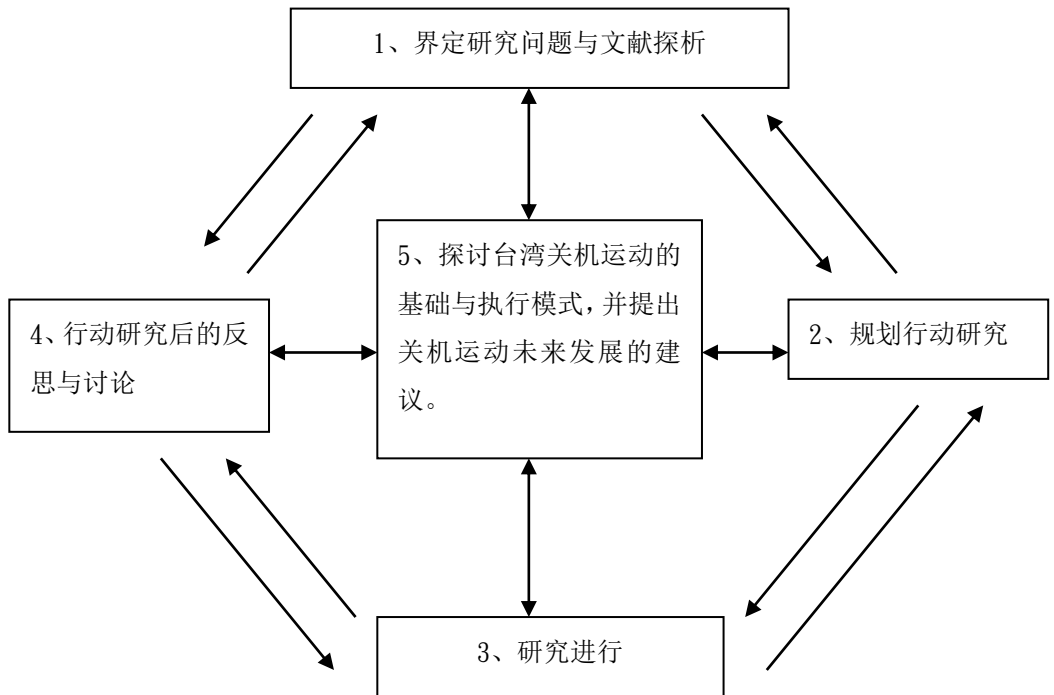 1、界定研究问题与文献探析
5、探讨台湾关机运动的
基础与执行模式，并提出
关机运动未来发展的建
议。
4、行动研究后的反
思与讨论
2、规划行动研究
3、研究进行